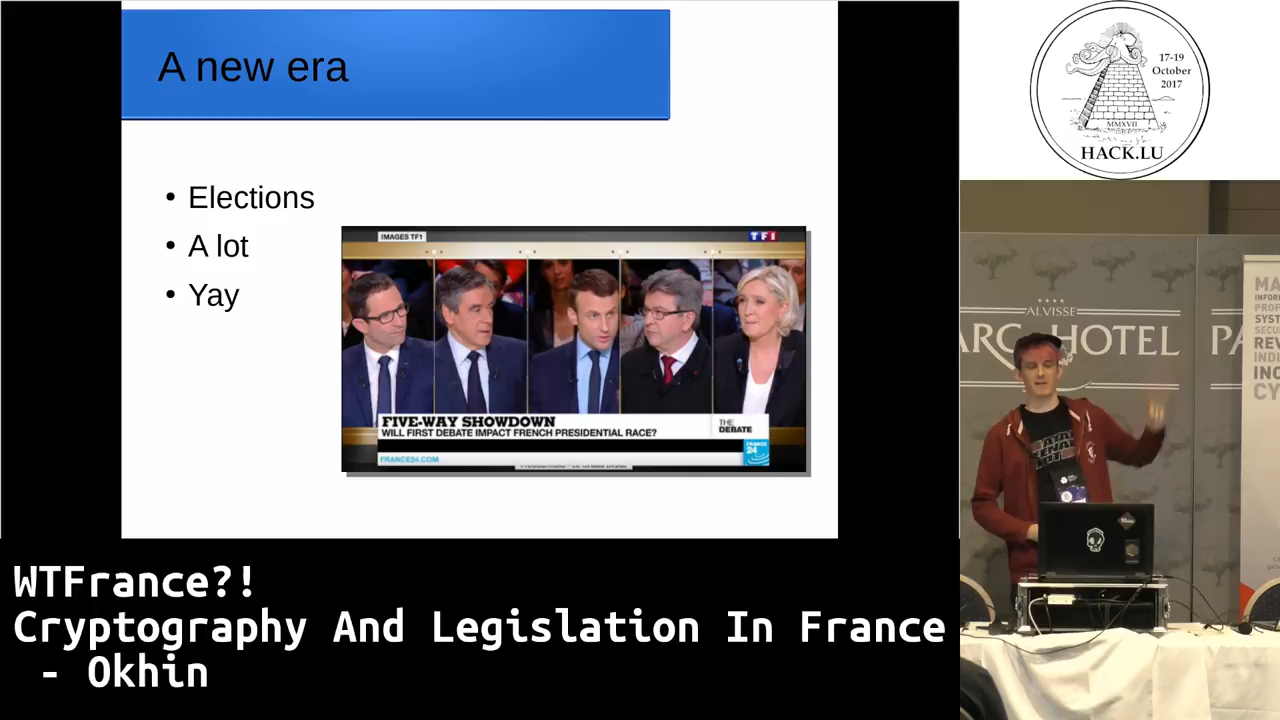 A new era
• Elections
• A lot
• Yay
IMAGES TF1
TF1
FIVE-WAY SHOWDOWN
WILL FIRST DEBATE IMPACT FRENCH PRESIDENTIAL RACE?
THE
DEBATE
FRANCE24.COM
FRANCE
24
17-19
October
2017
MMXVII
HACK.LU
ALVISSE
PARC HOTEL
WTFrance?!
Cryptography And Legislation In France
- Okhin